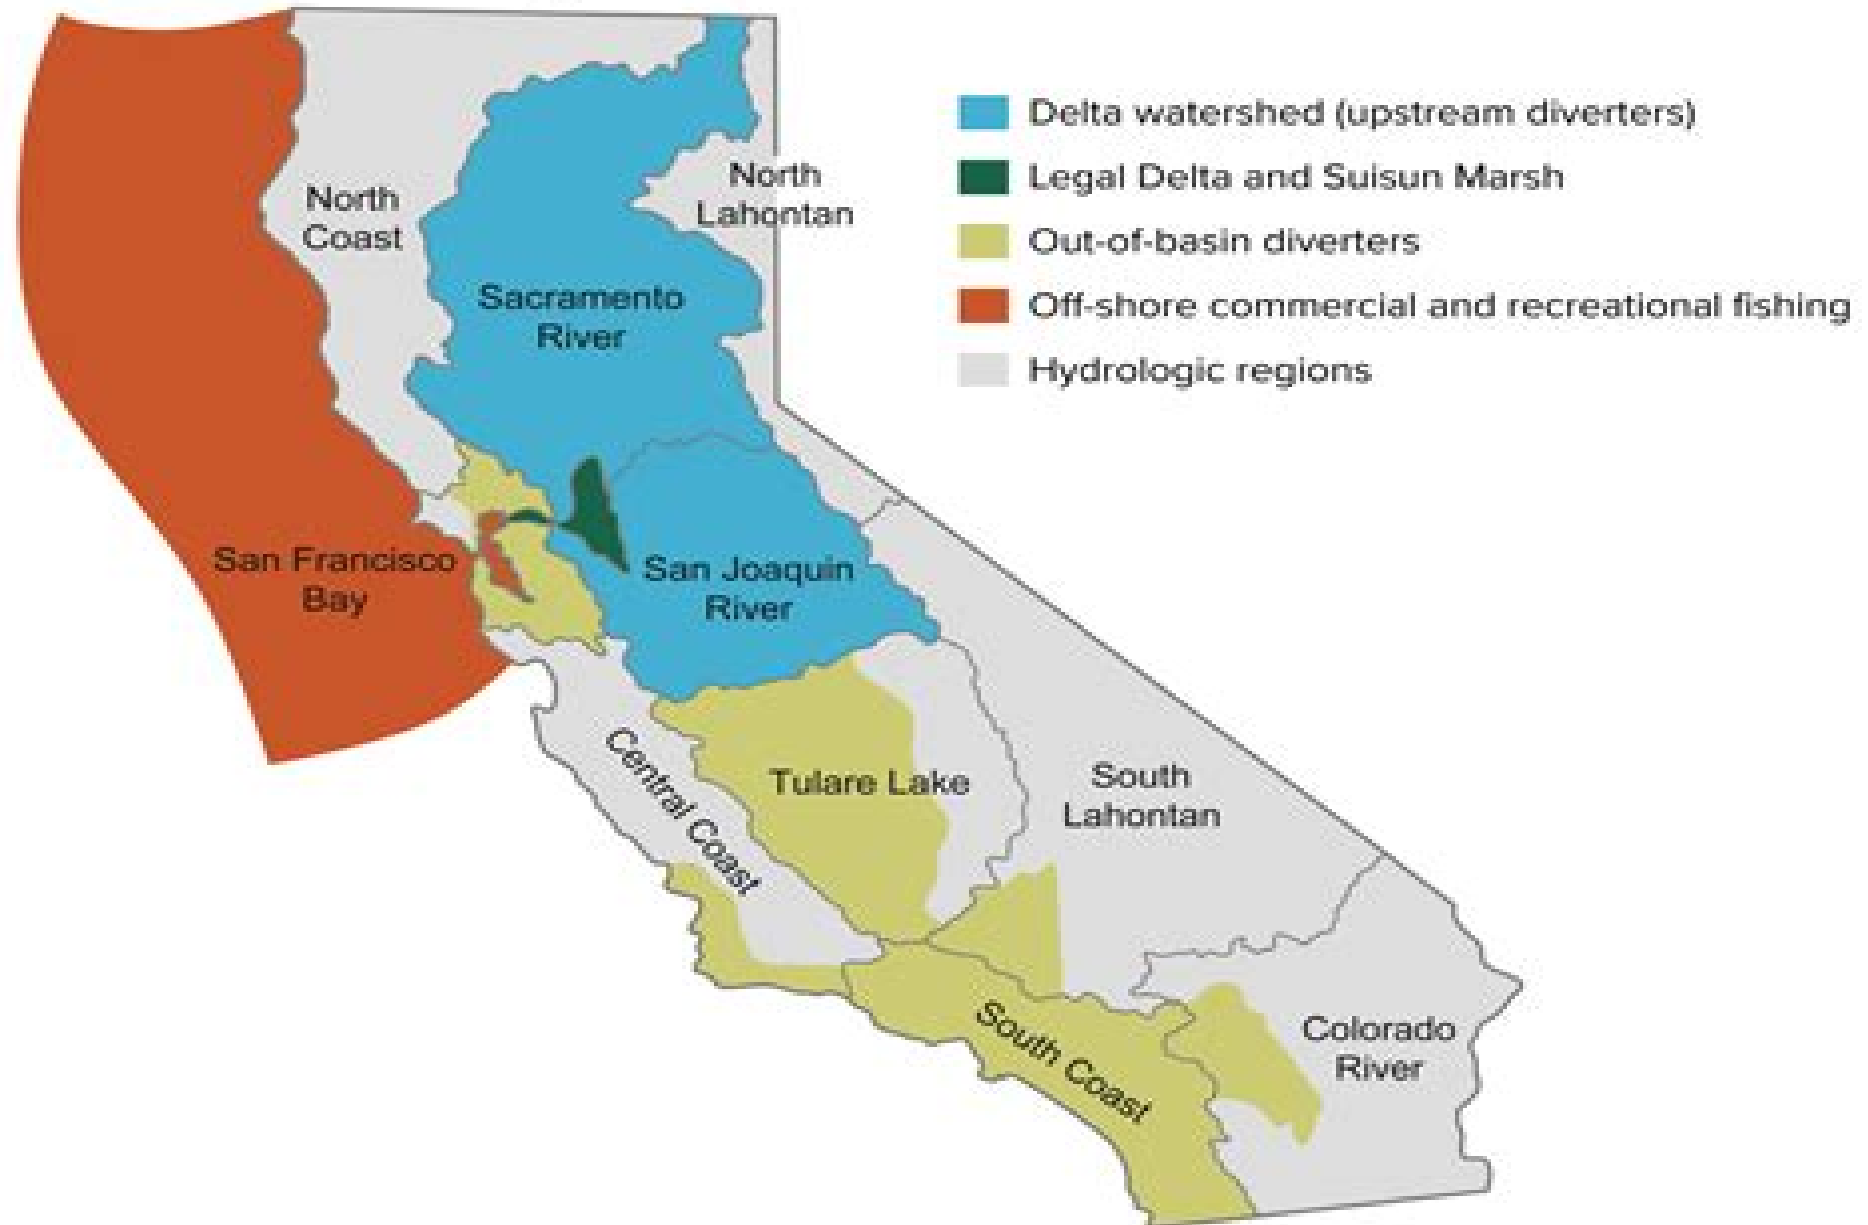 North
Coast
North
Lahontan
Sacramento
River
San Francisco
Bay
San Joaquin
River
Central Coast
Tulare Lake
South
Lahontan
South Coast
Colorado
River
Delta watershed (upstream diverters)
Legal Delta and Suisun Marsh
Out-of-basin diverters
Off-shore commercial and recreational fishing
Hydrologic regions